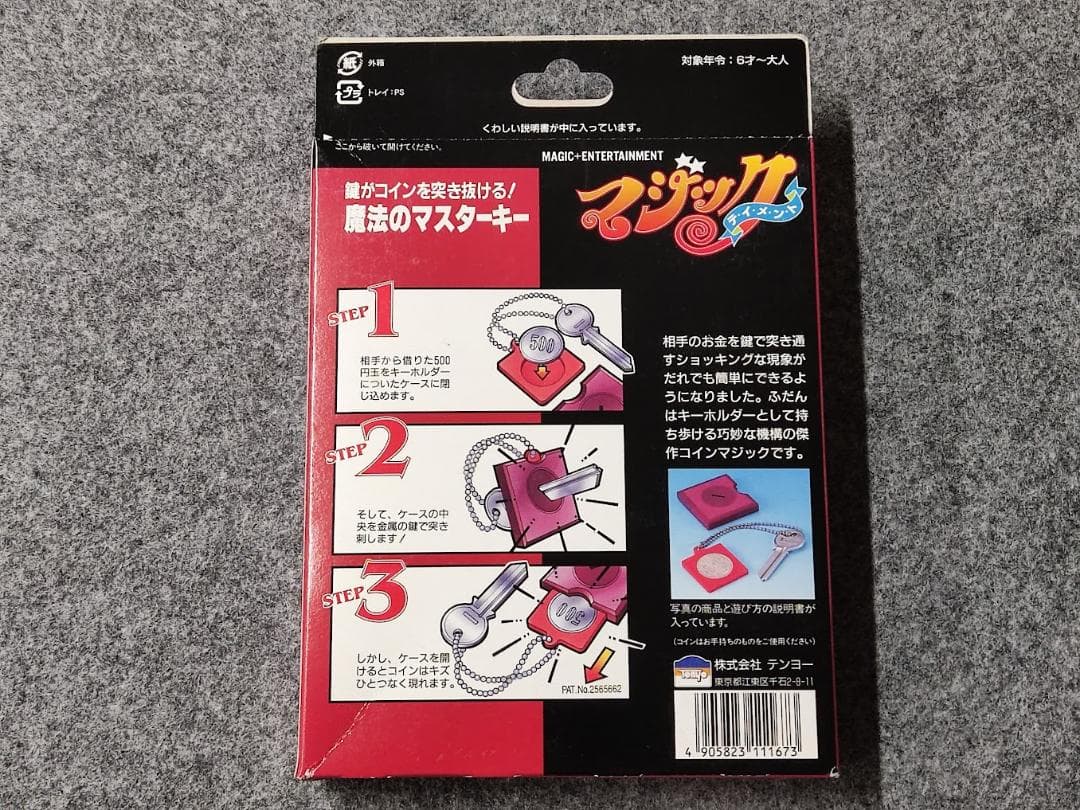 紙 外箱
対象年令：6才〜大人
プラ トレイ：PS
くわしい説明書が中に入っています。
ここから破いて開けてください。
MAGIC+ENTERTAINMENT
マジック
テ・イ・メ・ン・ト
鍵がコインを突き抜ける！
魔法のマスターキー
STEP 1
500
相手から借りた500
円玉をキーホルダー
についたケースに閉
じ込めます。
STEP 2
そして、ケースの中
央を金属の鍵で突き
刺します！
STEP 3
500
しかし、ケースを開
けるとコインはキズ
ひとつなく現れます。
PAT.No.2565662
相手のお金を鍵で突き通
すショッキングな現象が
だれでも簡単にできるよ
うになりました。ふだん
はキーホルダーとして持
ち歩ける巧妙な機構の傑
作コインマジックです。
写真の商品と遊び方の説明書が
入っています。
（コインはお手持ちのものをご使用ください）
Tenyo
株式会社 テンヨー
東京都江東区千石2-8-11
4 905823 111673